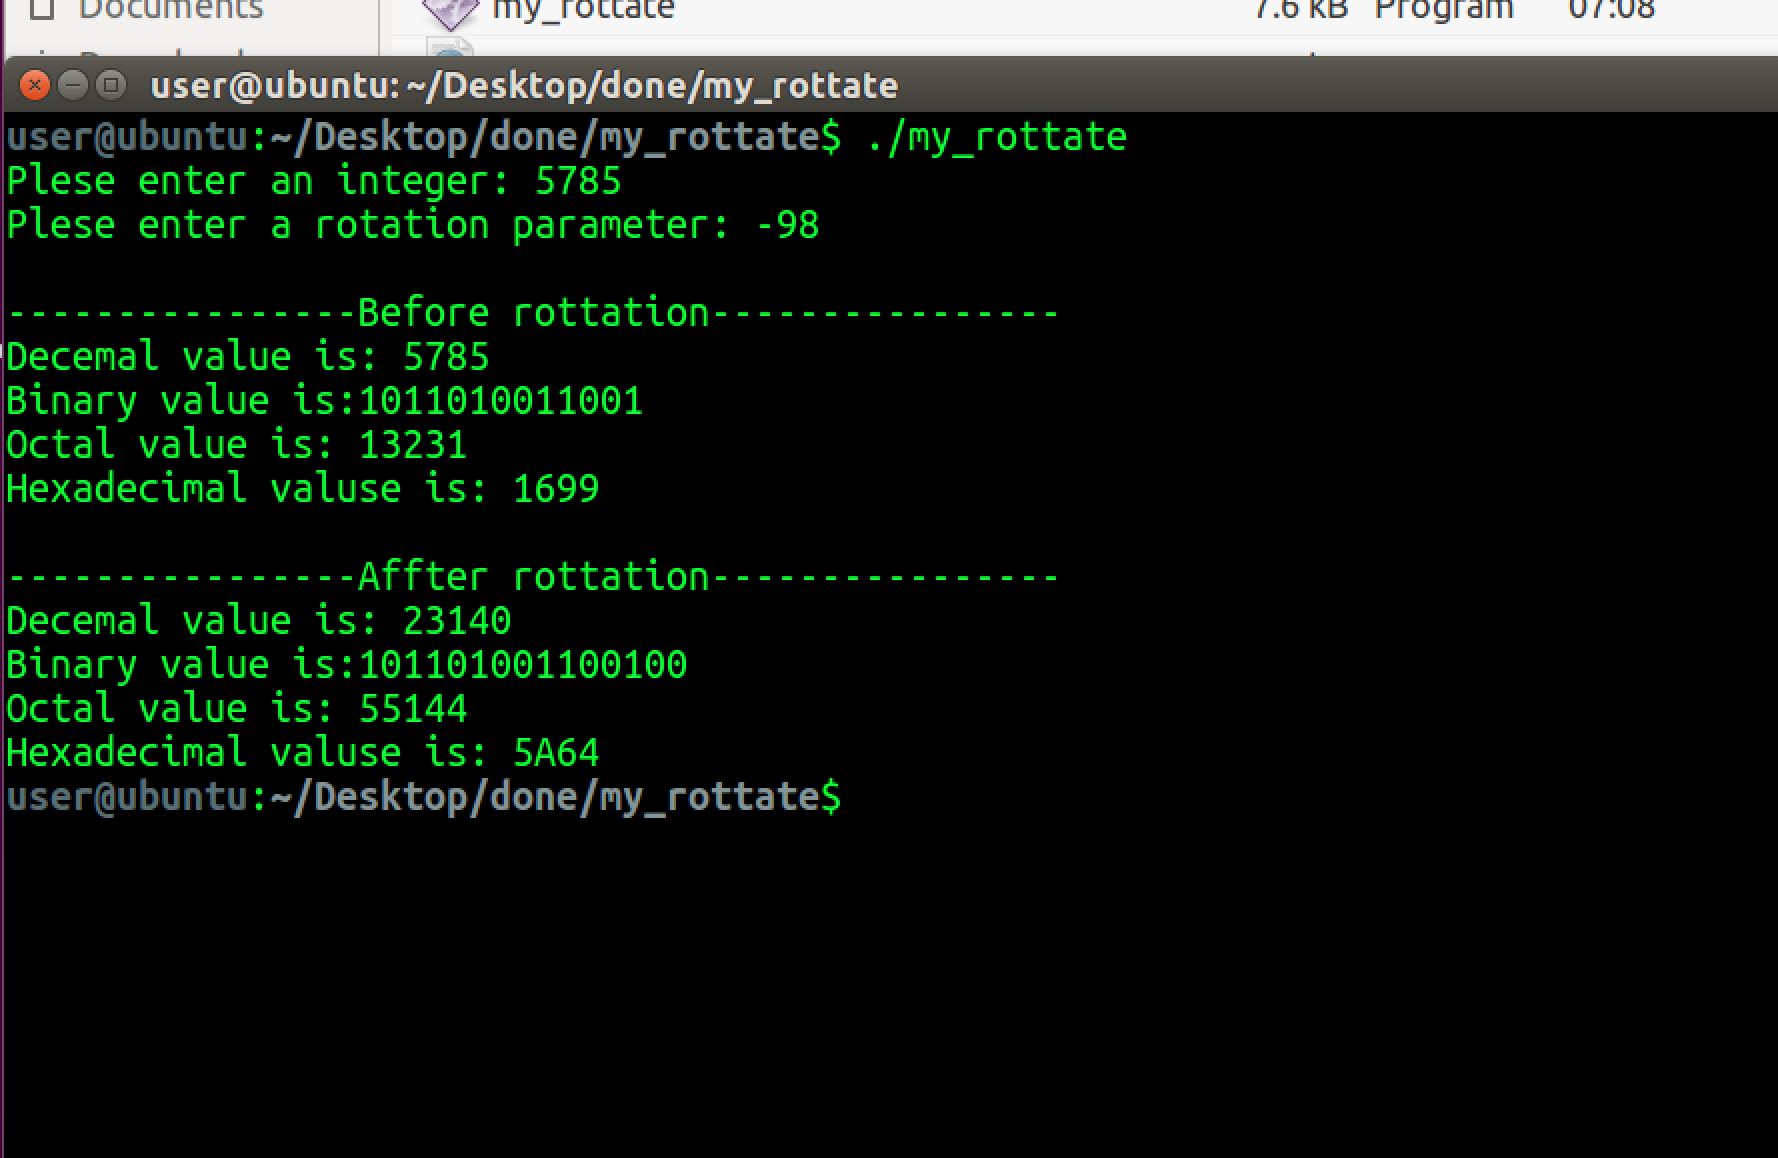 Documents
my_rottate 7.6 kB Program 07:08
user@ubuntu: ~/Desktop/done/my_rottate
user@ubuntu:~/Desktop/done/my_rottate$ ./my_rottate
Plese enter an integer: 5785
Plese enter a rotation parameter: -98
----------------Before rottation----------------
Decemal value is: 5785
Binary value is:1011010011001
Octal value is: 13231
Hexadecimal valuse is: 1699
----------------Affter rottation----------------
Decemal value is: 23140
Binary value is:101101001100100
Octal value is: 55144
Hexadecimal valuse is: 5A64
user@ubuntu:~/Desktop/done/my_rottate$